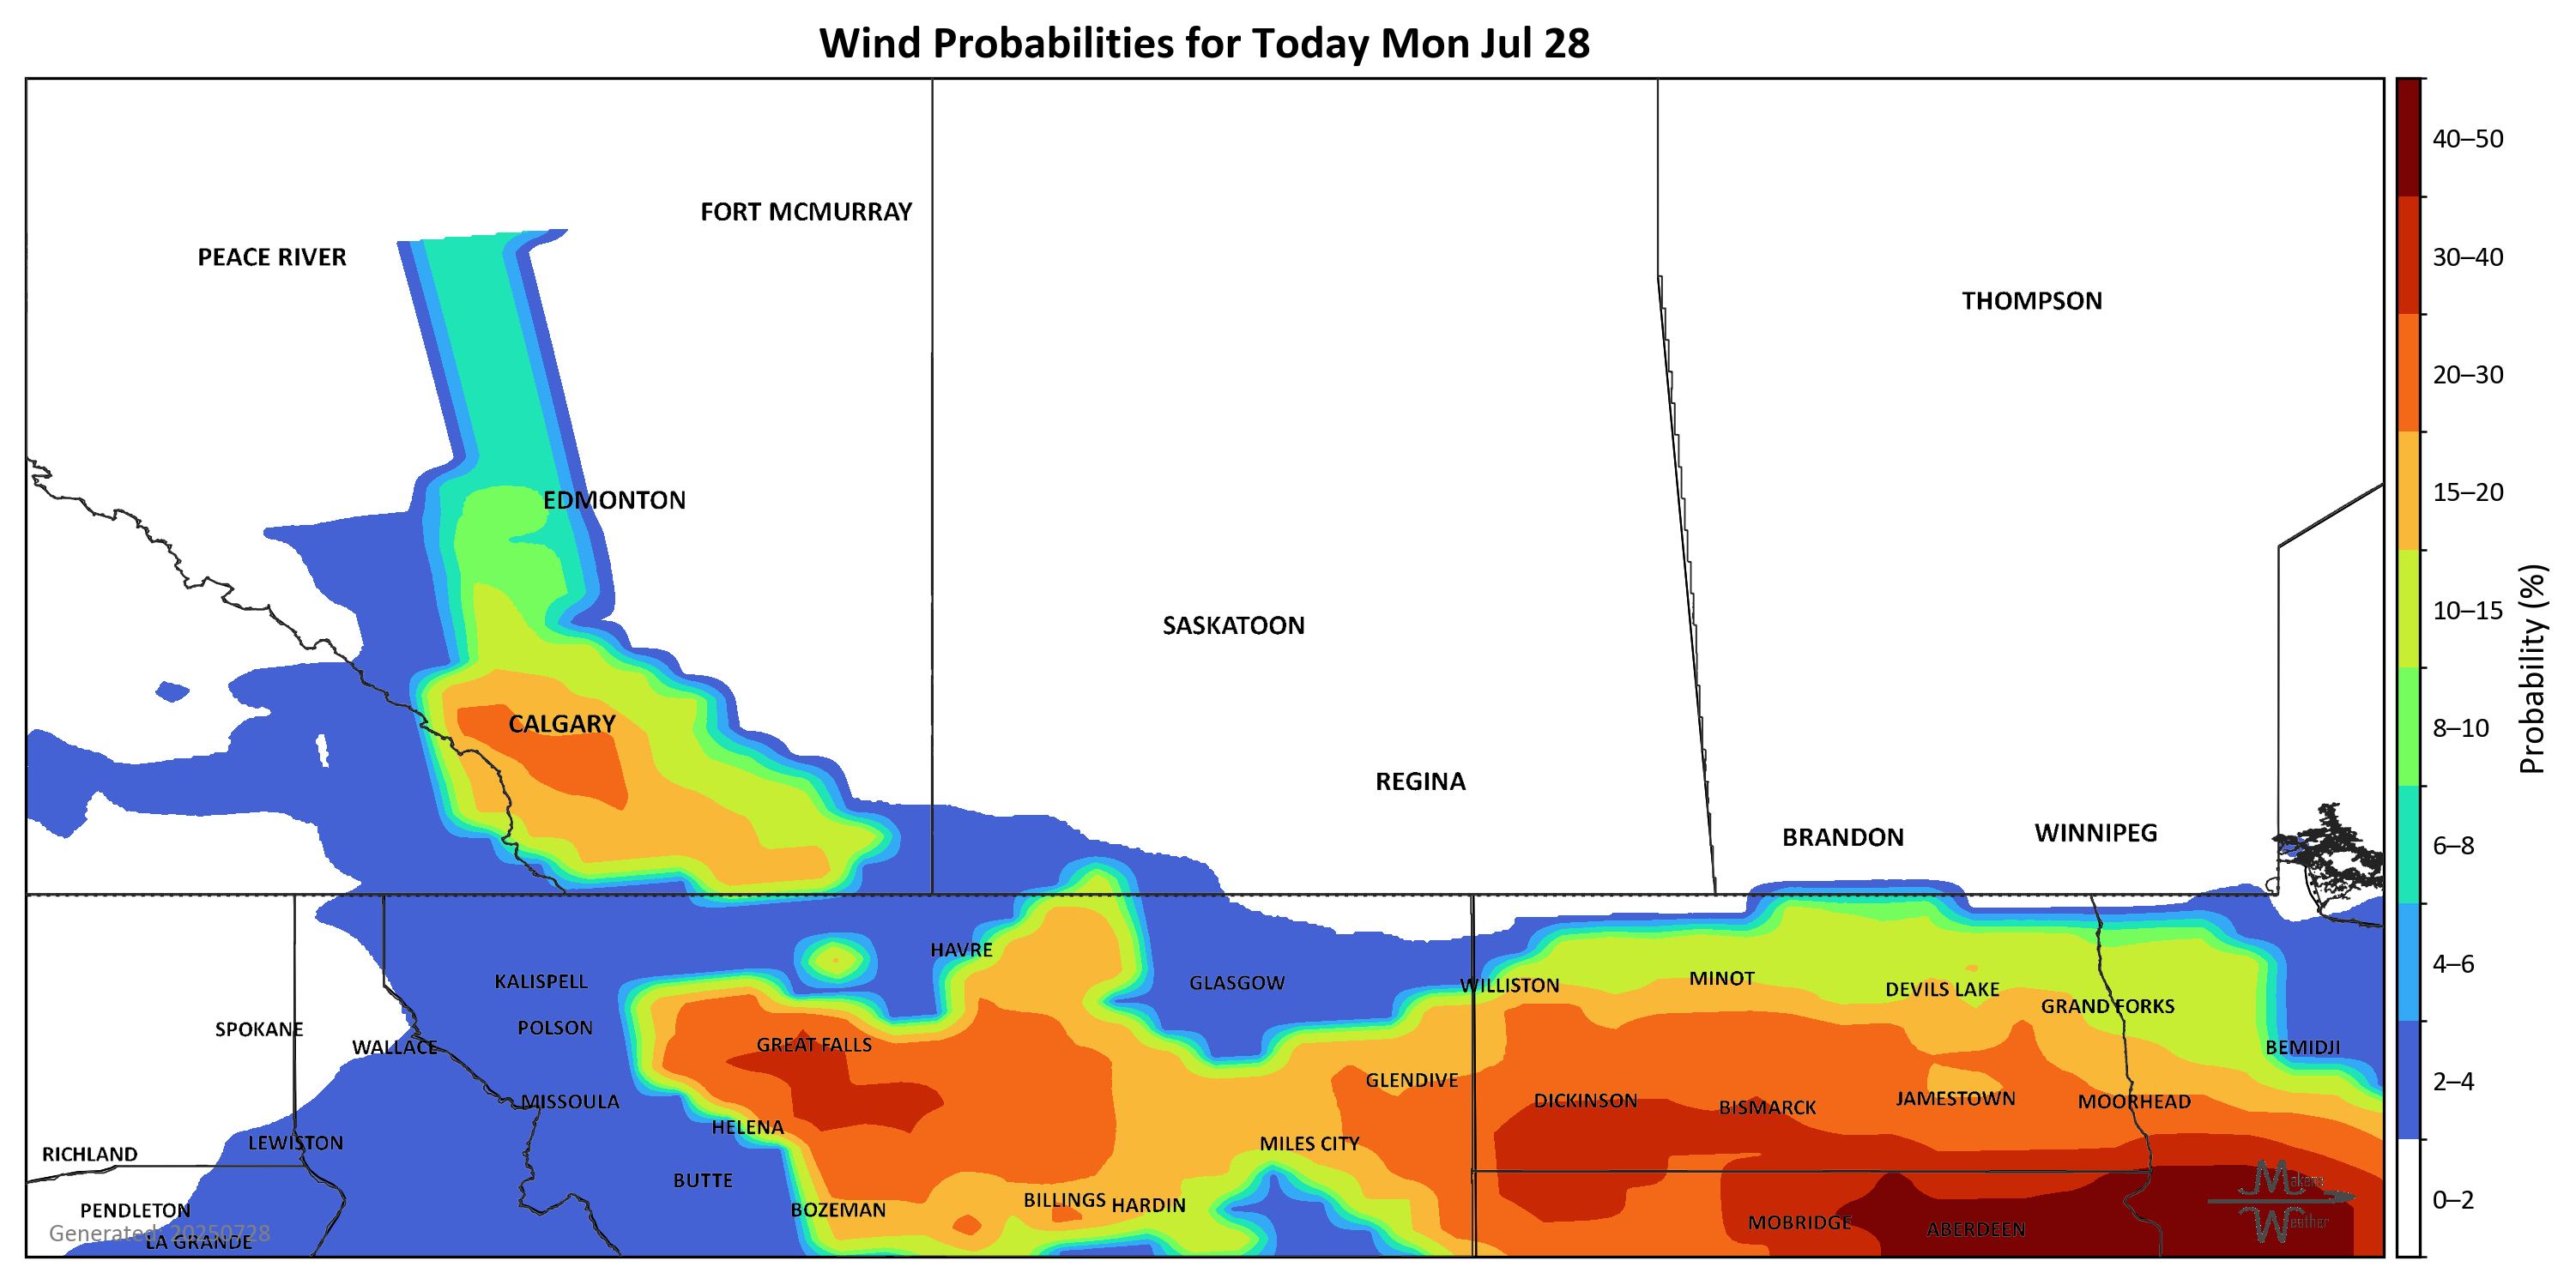 Wind Probabilities for Today Mon Jul 28
40–50
FORT MCMURRAY
PEACE RIVER
30–40
THOMPSON
20–30
EDMONTON
15–20
SASKATOON
10–15
CALGARY
8–10
Probability (%)
REGINA
BRANDON
WINNIPEG
6–8
HAVRE
4–6
KALISPELL
GLASGOW
WILLISTON
MINOT
DEVILS LAKE
GRAND FORKS
SPOKANE
POLSON
WALLACE
GREAT FALLS
BEMIDJI
GLENDIVE
2–4
MISSOULA
DICKINSON
BISMARCK
JAMESTOWN
MOORHEAD
HELENA
LEWISTON
MILES CITY
RICHLAND
BUTTE
Makens
Weather
0–2
PENDLETON
BOZEMAN
BILLINGS
HARDIN
MOBRIDGE
ABERDEEN
Generated: 20250728
LA GRANDE